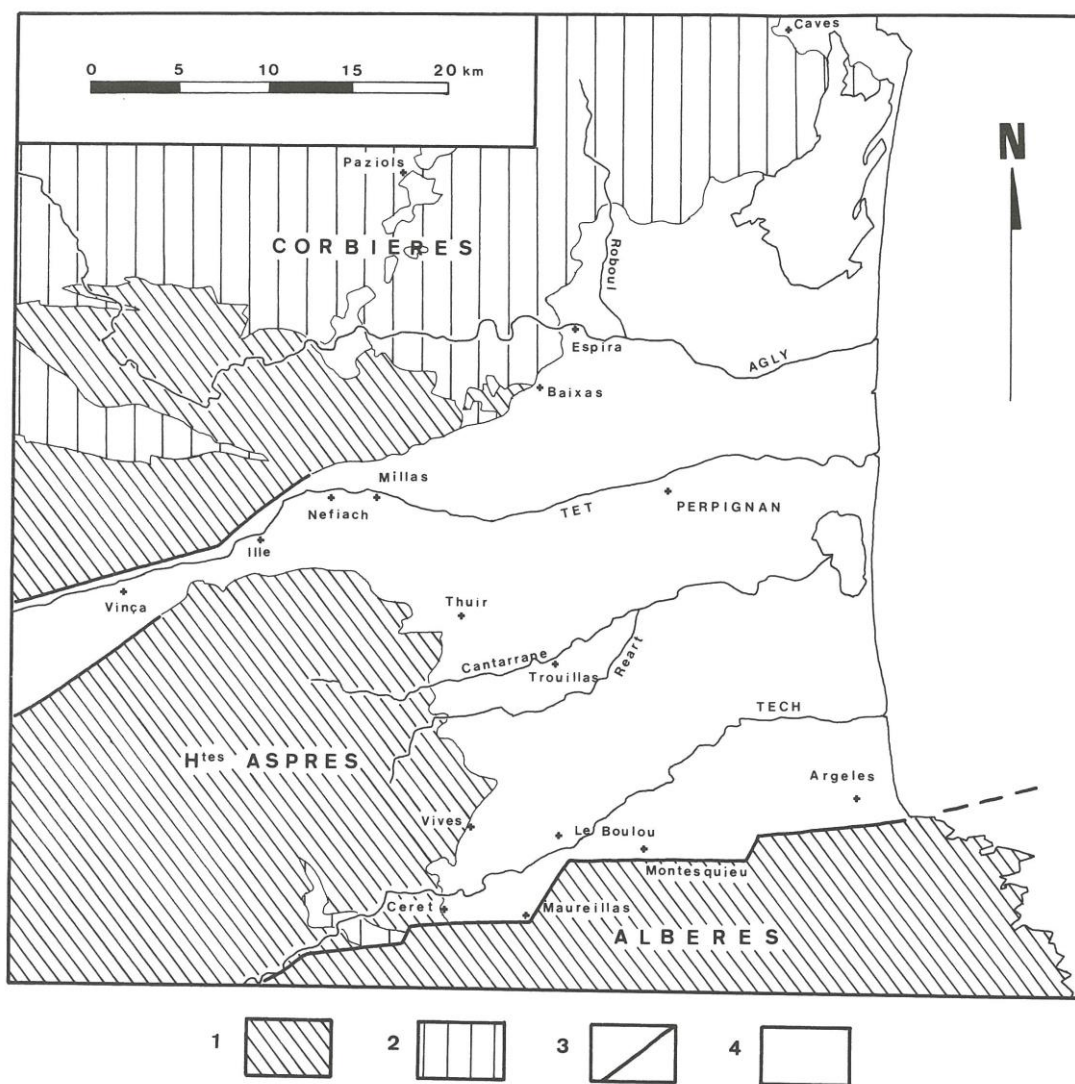 Caves
0 5 10 15 20 km
N
Paziols
CORBIERES
Roboul
Espira
AGLY
Baixas
Millas
Nefiach
TET
PERPIGNAN
Ille
Vinça
Thuir
Cantarrane
Trouillas
Reart
TECH
Htes ASPRES
Argeles
Vives
Le Boulou
Montesquieu
Ceret
Maureillas
ALBERES
1 2 3 4